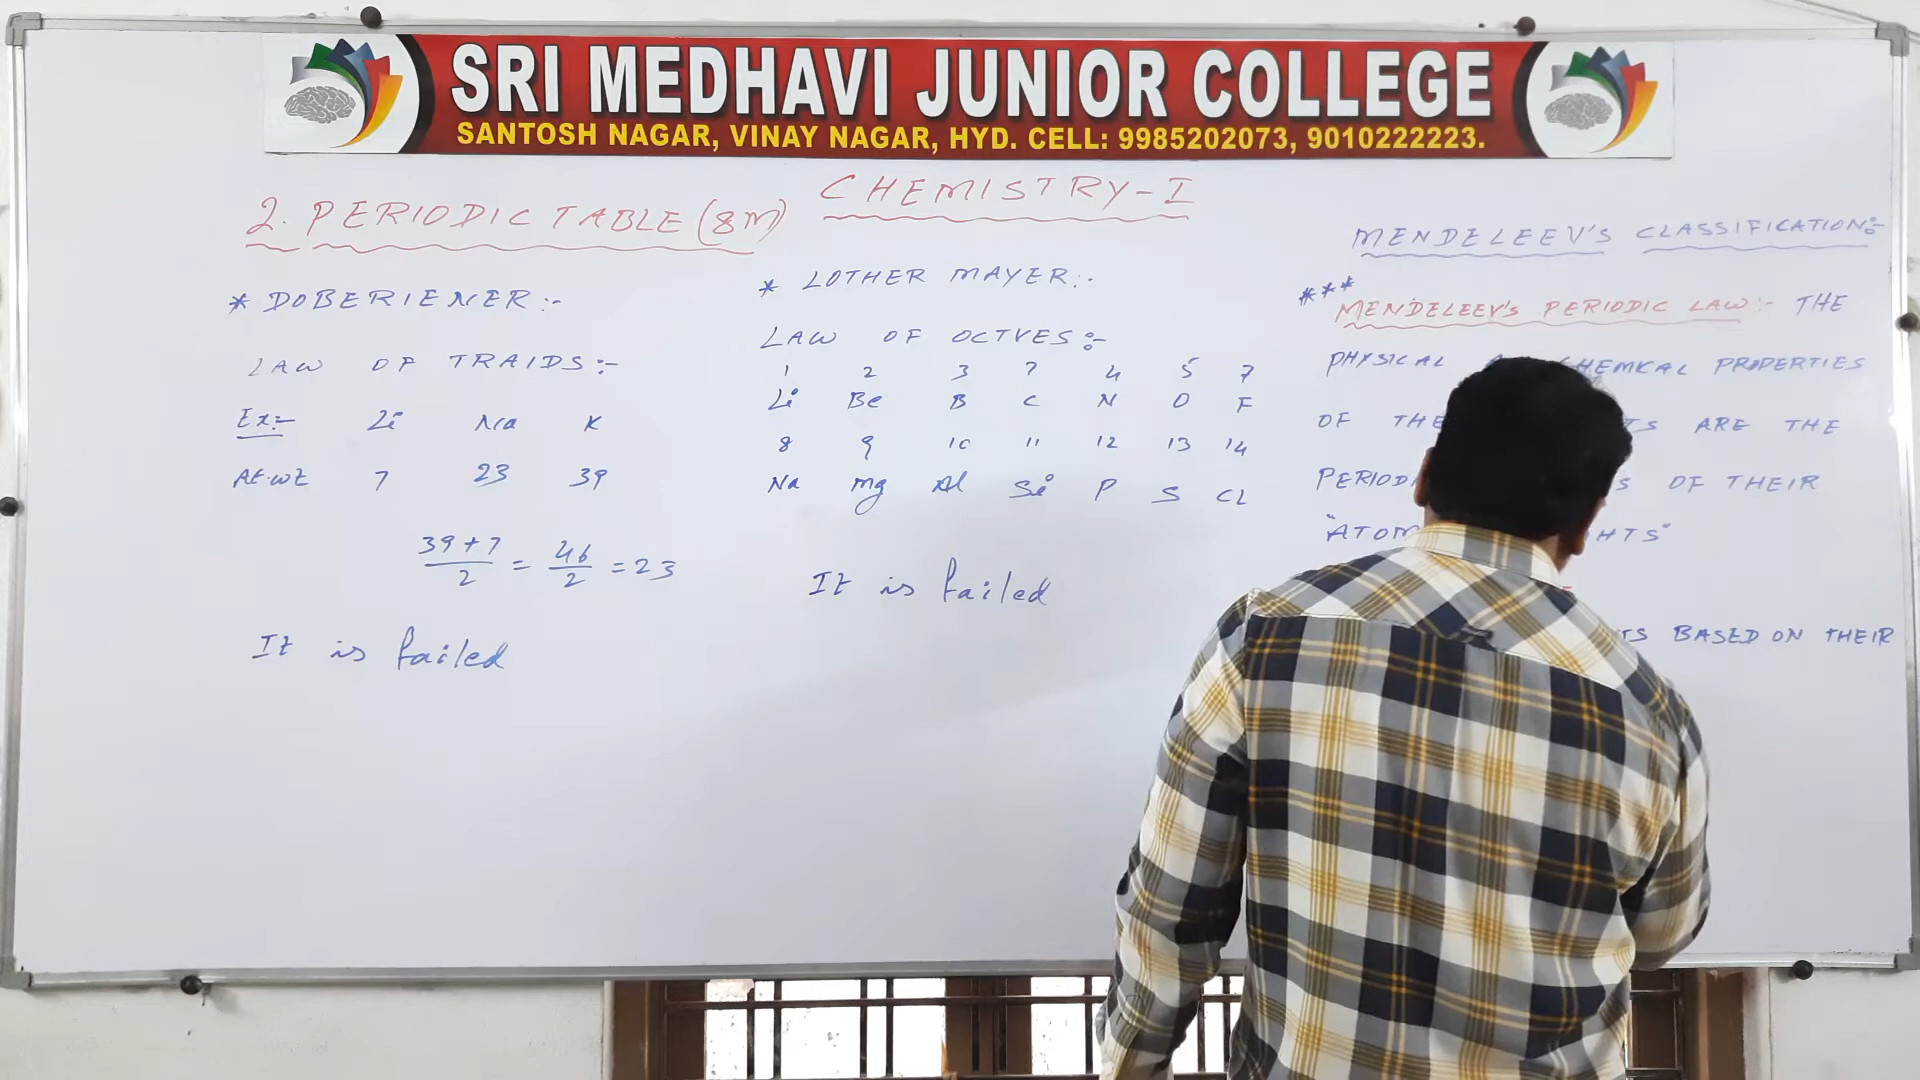 SRI MEDHAVI JUNIOR COLLEGE
SANTOSH NAGAR, VINAY NAGAR, HYD. CELL: 9985202073, 9010222223.
CHEMISTRY-I
2. PERIODIC TABLE (8M)
* DOBERIENER:-
LAW OF TRAIDS:-
Ex:- Li Na K
At.wt 7 23 39
39+7/2 = 46/2 = 23
It is failed
* LOTHER MAYER:-
LAW OF OCTVES:-
1 2 3 ? 4 5 7
Li Be B C N O F
8 9 10 11 12 13 14
Na Mg Al Si P S CL
It is failed
MENDELEEV'S CLASSIFICATION:-
*** MENDELEEV'S PERIODIC LAW:- THE
PHYSICAL CHEMKAL PROPERTIES
OF THE ARE THE
OF THEIR
BASED ON THEIR